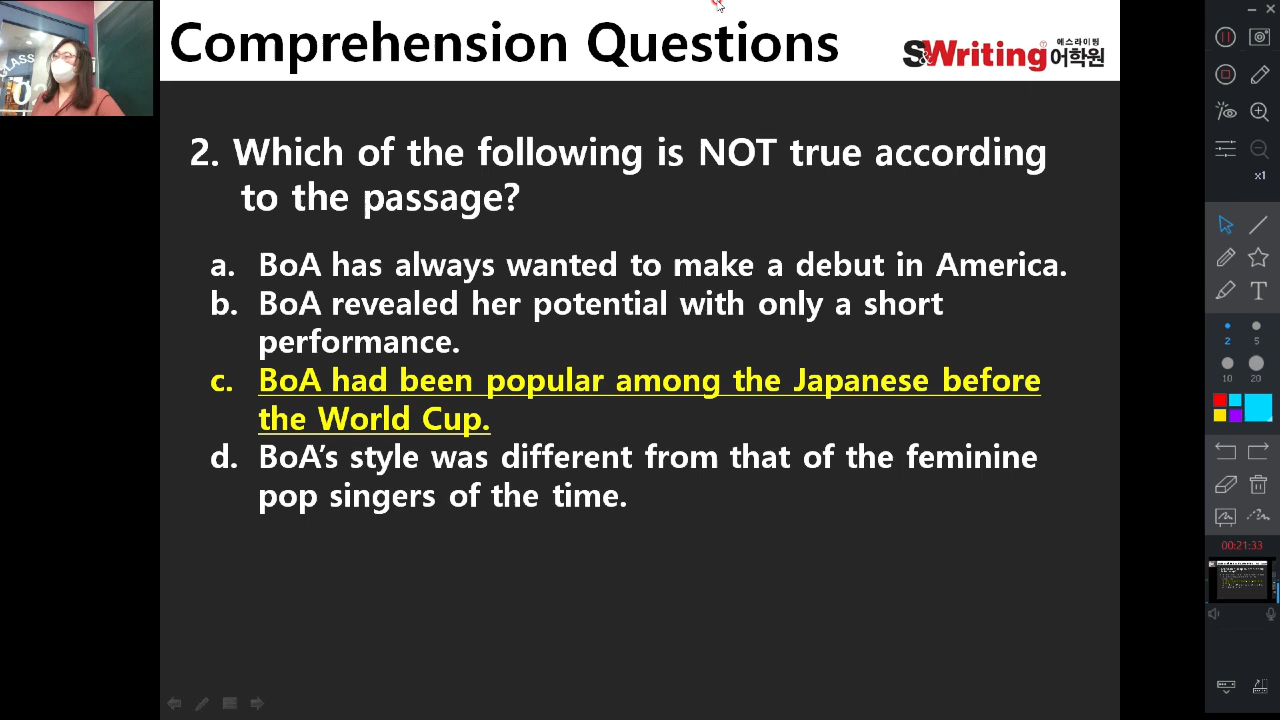 Comprehension Questions
S&Writing
에스라이팅
어학원
CLASS
2. Which of the following is NOT true according
to the passage?
a. BoA has always wanted to make a debut in America.
b. BoA revealed her potential with only a short
performance.
c. BoA had been popular among the Japanese before
the World Cup.
d. BoA's style was different from that of the feminine
pop singers of the time.
x1
T
2 5
10 20
00:21:33